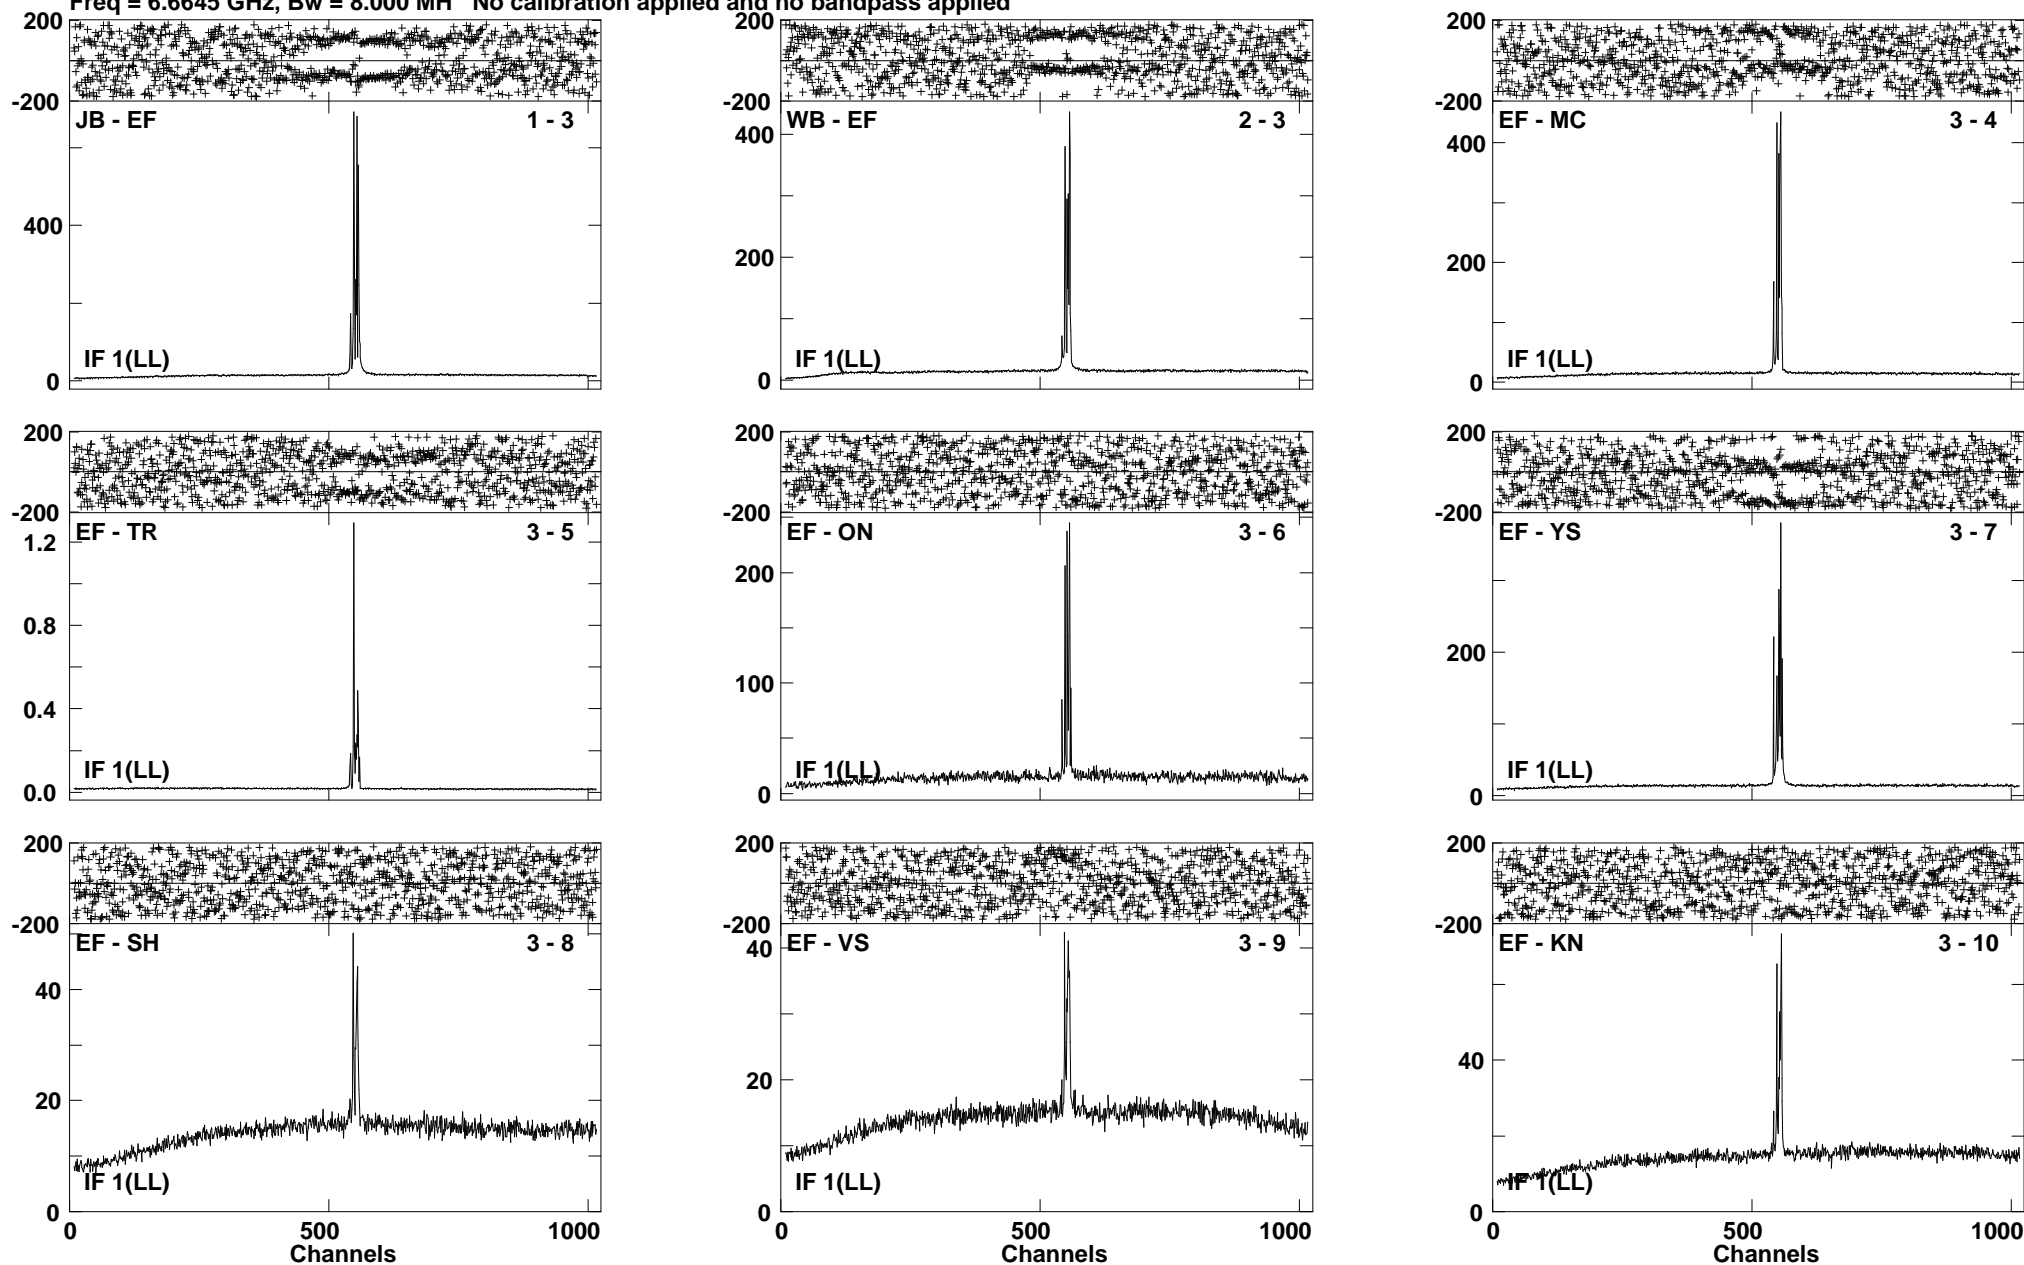 Freq = 6.6645 GHz, Bw = 8.000 MH No calibration applied and no bandpass applied
200
-200
JB - EF 1 - 3
400
0
IF 1(LL)
200
-200
WB - EF 2 - 3
400
200
0
IF 1(LL)
200
-200
EF - MC 3 - 4
400
200
0
IF 1(LL)
200
-200
EF - TR 3 - 5
1.2
0.8
0.4
0.0
IF 1(LL)
200
-200
EF - ON 3 - 6
200
100
0
IF 1(LL)
200
-200
EF - YS 3 - 7
200
0
IF 1(LL)
200
-200
EF - SH 3 - 8
40
20
0
IF 1(LL)
0 500 1000
Channels
200
-200
EF - VS 3 - 9
40
20
0
IF 1(LL)
0 500 1000
Channels
200
-200
EF - KN 3 - 10
40
0
IF 1(LL)
0 500 1000
Channels